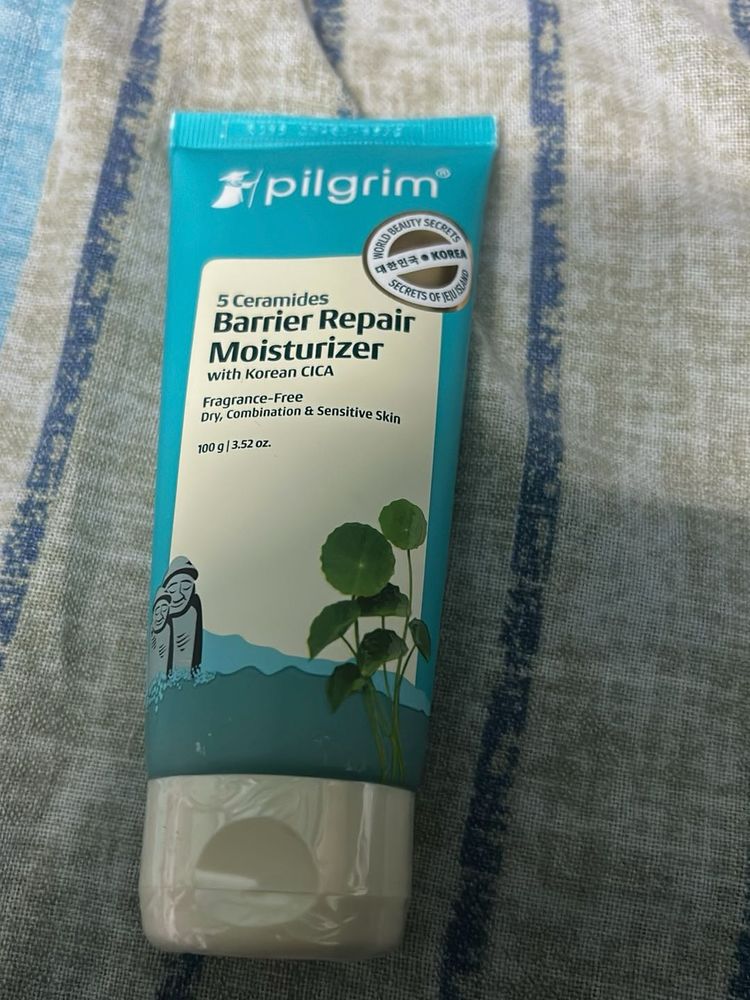 pilgrim®
WORLD BEAUTY SECRETS
대한민국 KOREA
SECRETS OF JEJU ISLAND
5 Ceramides
Barrier Repair
Moisturizer
with Korean CICA
Fragrance-Free
Dry, Combination & Sensitive Skin
100 g | 3.52 oz.